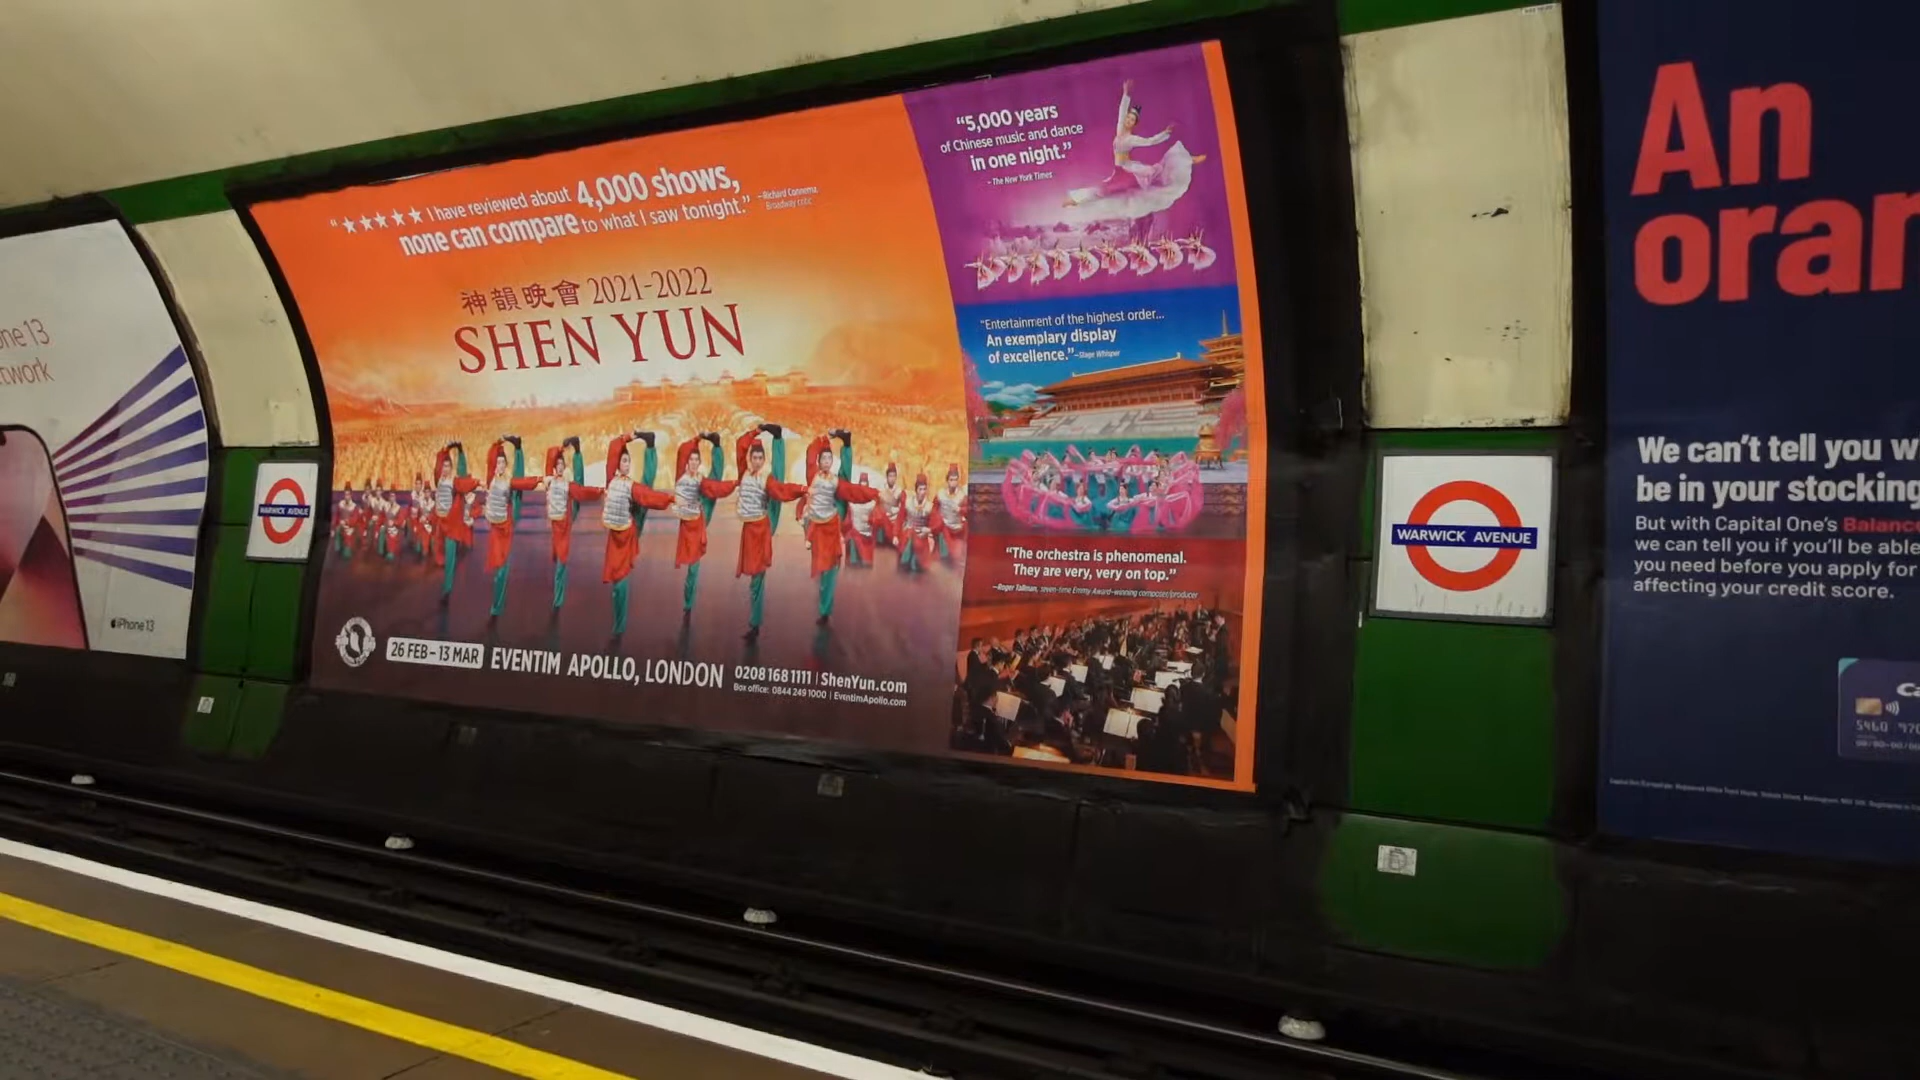 ne 13
twork
iPhone 13
WARWICK AVENUE
"★★★★★ I have reviewed about 4,000 shows,
none can compare to what I saw tonight."
–Richard Connema,
Broadway critic
神韻晚會 2021-2022
SHEN YUN
26 FEB – 13 MAR EVENTIM APOLLO, LONDON
0208 168 1111 | ShenYun.com
Box office: 0844 249 1000 | EventimApollo.com
"5,000 years
of Chinese music and dance
in one night."
– The New York Times
"Entertainment of the highest order...
An exemplary display
of excellence." –Stage Whisper
"The orchestra is phenomenal.
They are very, very on top."
–Roger Tallman, seven-time Emmy Award-winning composer/producer
WARWICK AVENUE
An
oran
We can't tell you w
be in your stocking
But with Capital One's Balance
we can tell you if you'll be able
you need before you apply for
affecting your credit score.
Ca
5460 970